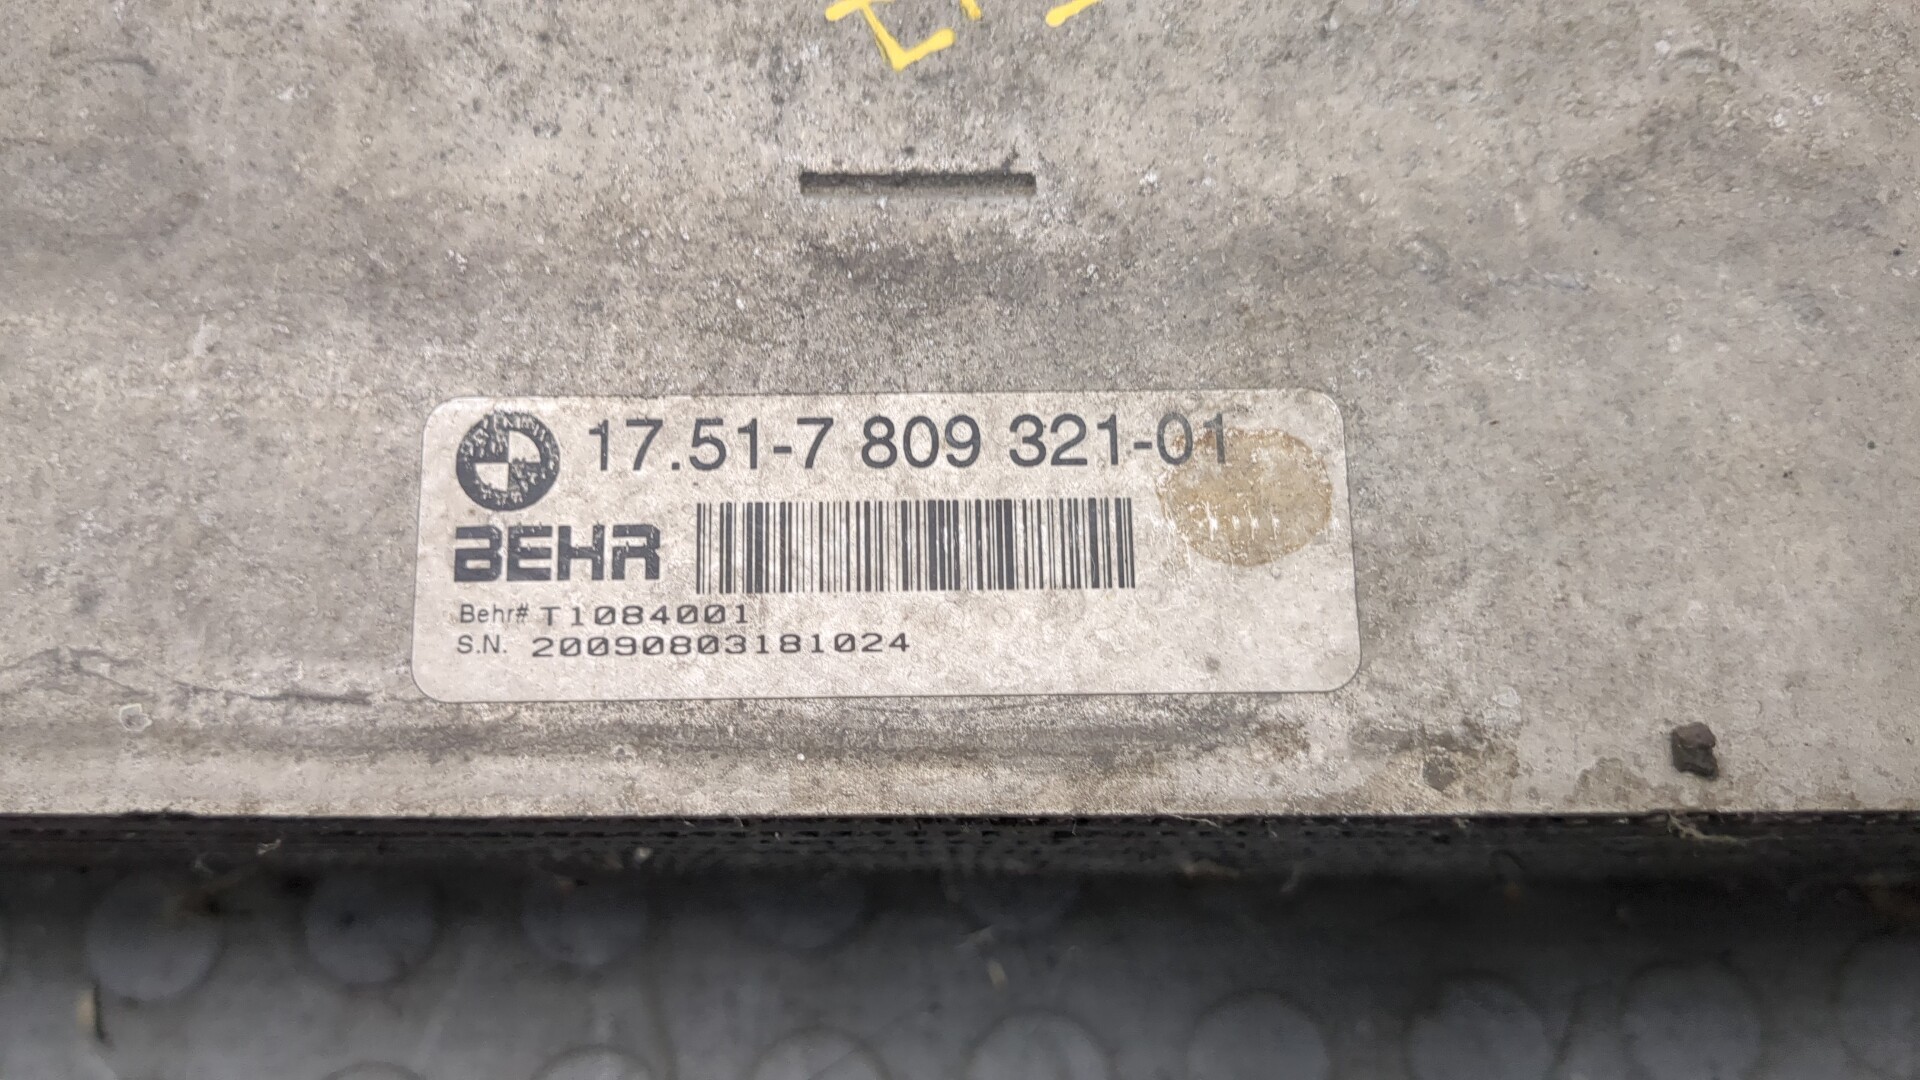 17.51-7 809 321-01
BEHR
Behr# T1084001
S.N. 20090803181024